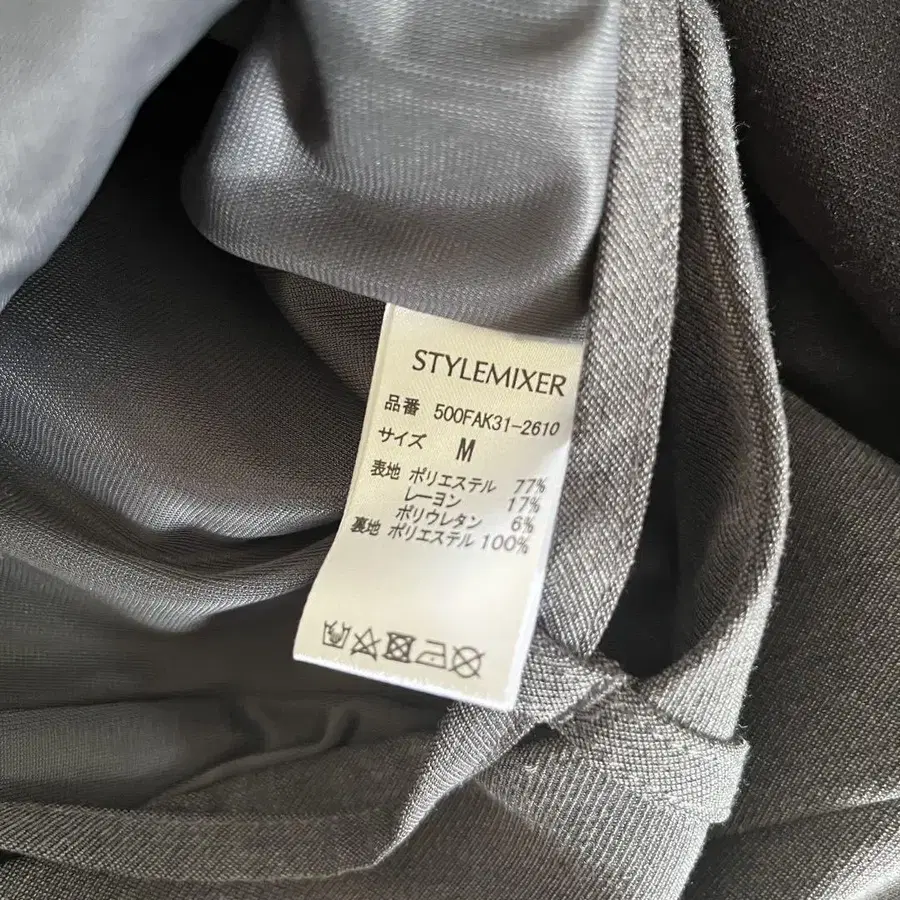 STYLEMIXER
品番 500FAK31-2610
サイズ M
表地 ポリエステル 77%
レーヨン 17%
ポリウレタン 6%
裏地 ポリエステル 100%